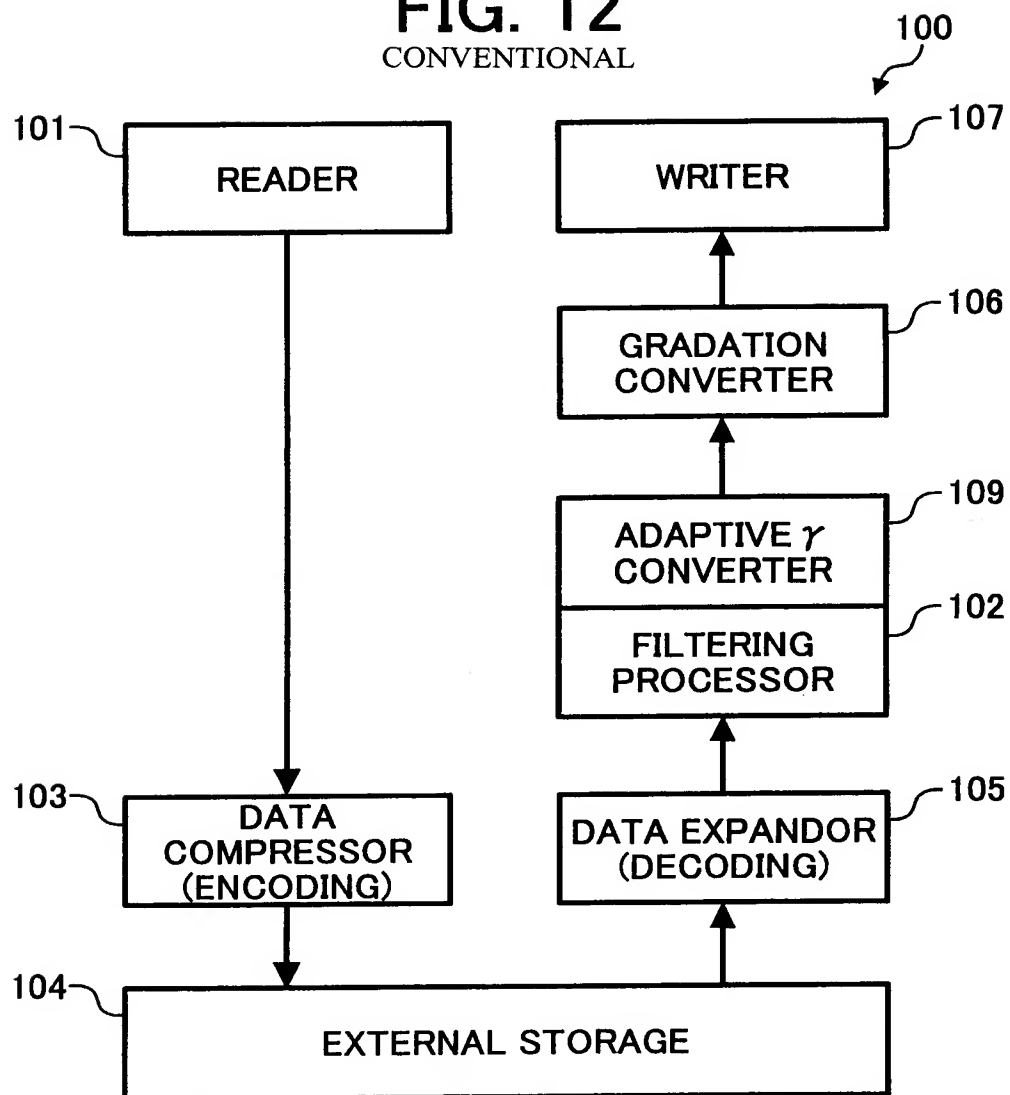 FIG. 12
CONVENTIONAL
100
101
READER
107
WRITER
106
GRADATION
CONVERTER
109
ADAPTIVE γ
CONVERTER
102
FILTERING
PROCESSOR
103
DATA
COMPRESSOR
(ENCODING)
105
DATA EXPANDOR
(DECODING)
104
EXTERNAL STORAGE